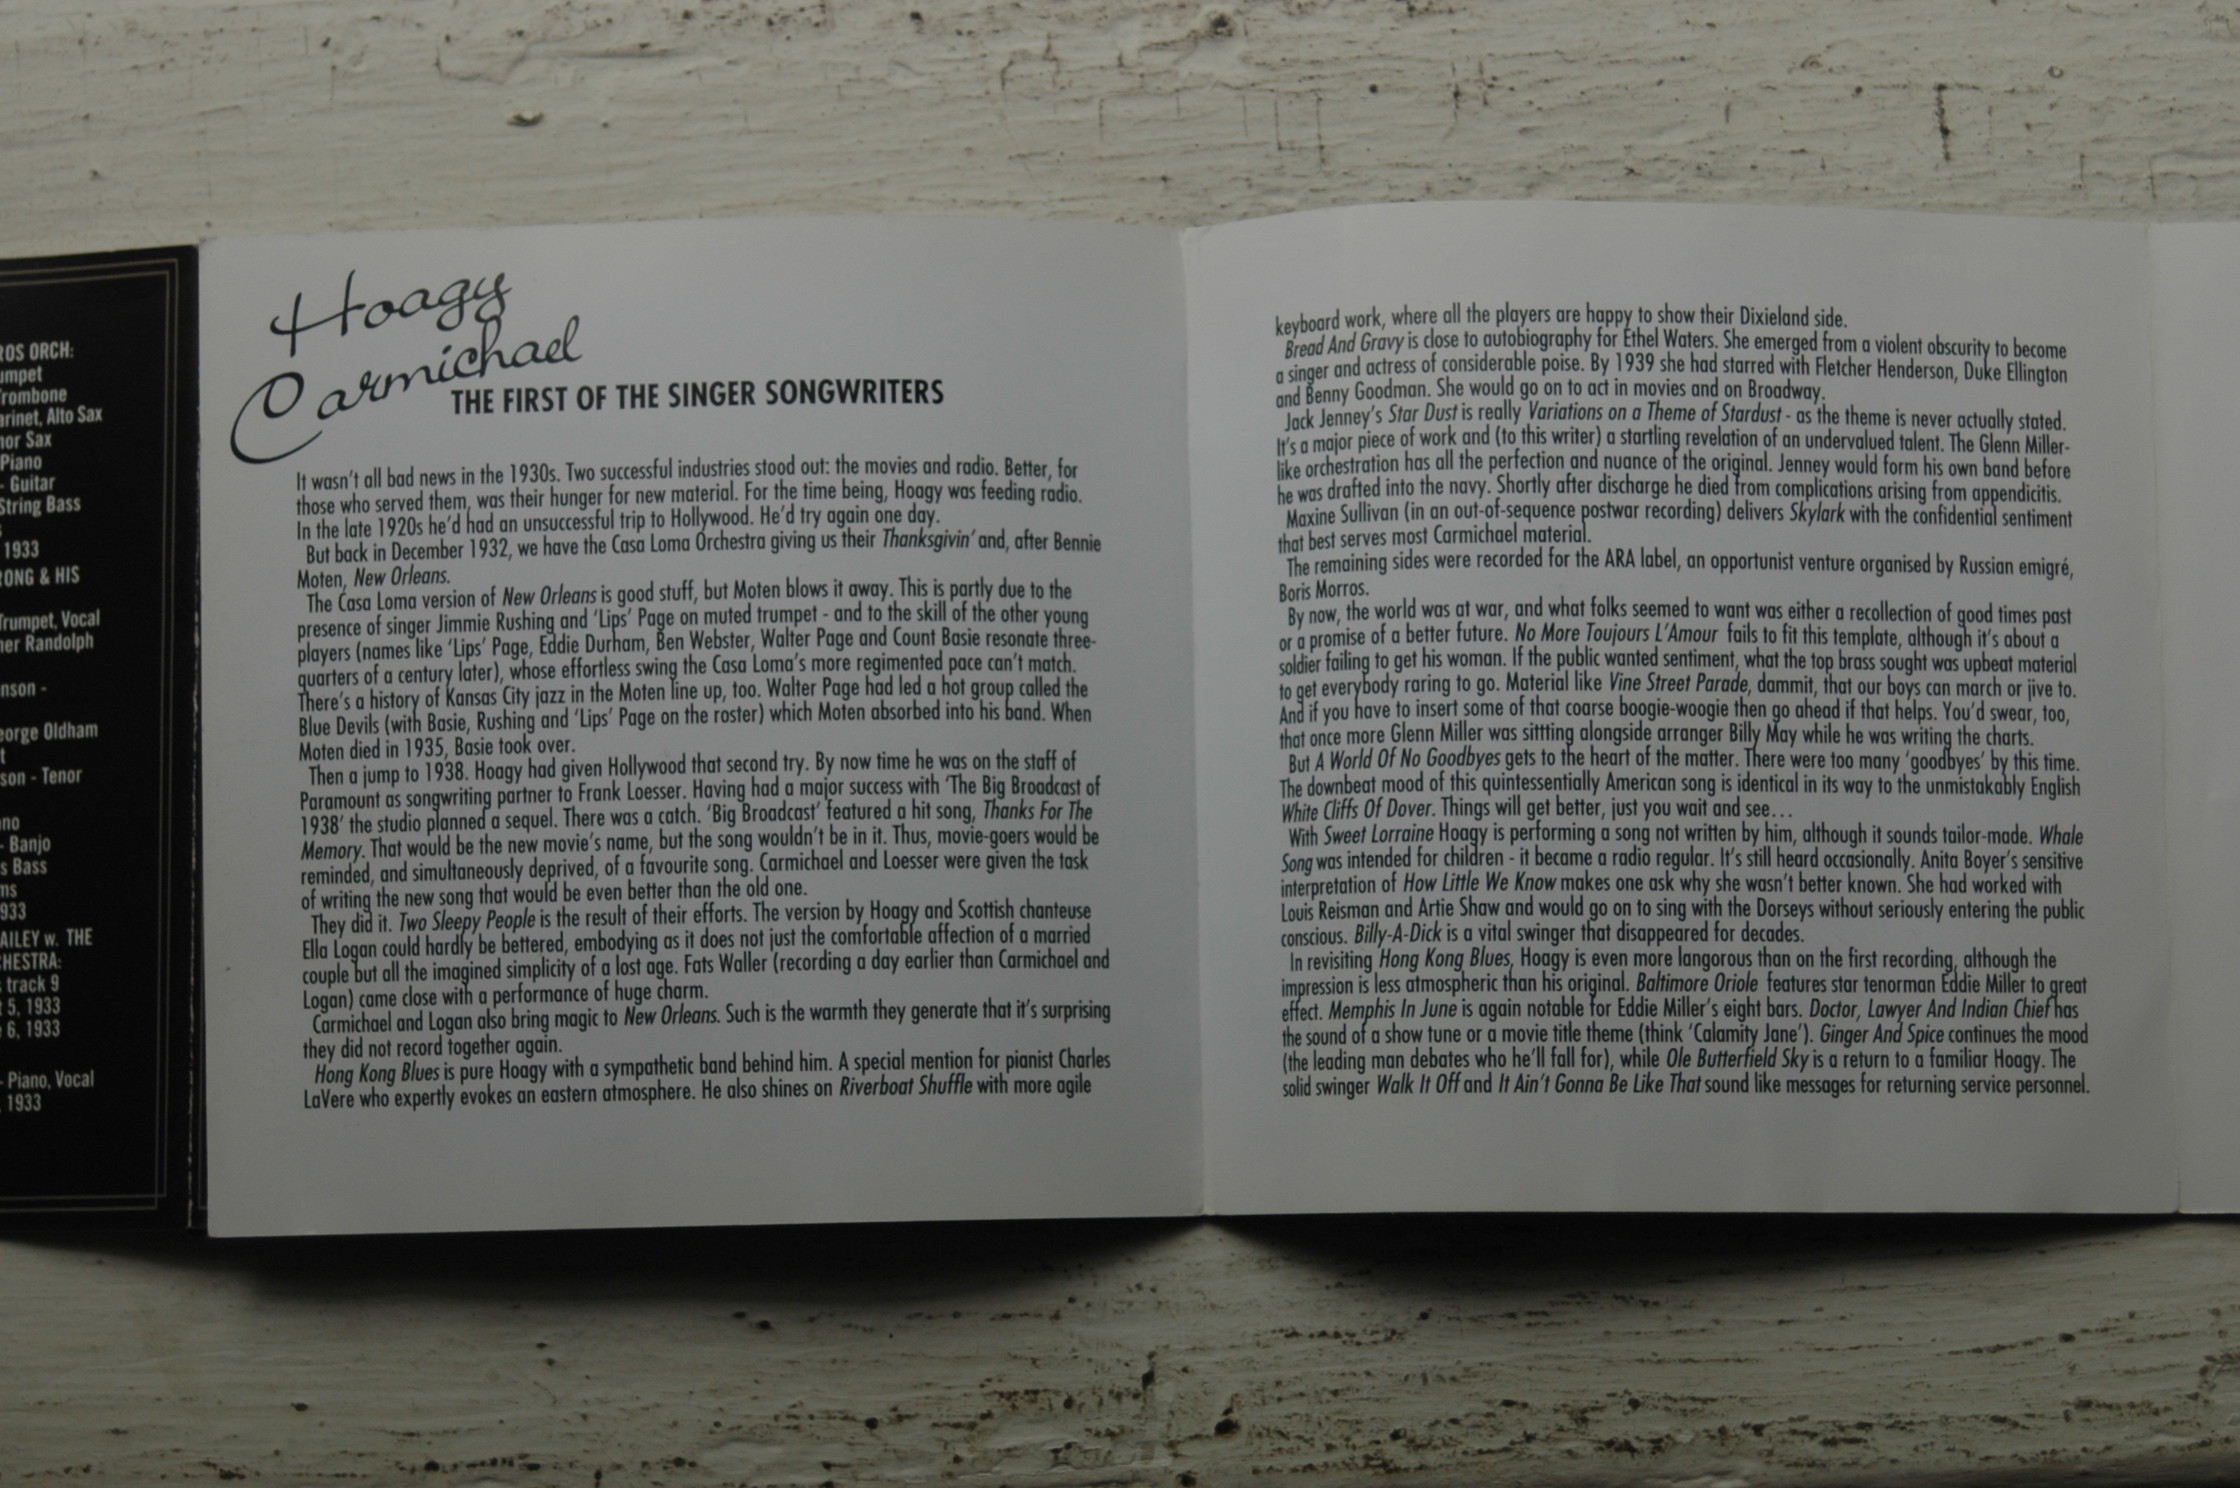 ROS ORCH:
Trombone
Clarinet, Alto Sax
Sax
Piano
- Guitar
String Bass
1933
& HIS
Trumpet, Vocal
Randolph
George Oldham
- Tenor
- Banjo
Bass
933
w. THE
track 9
5, 1933
6, 1933
- Piano, Vocal
1933
Hoagy
Carmichael
THE FIRST OF THE SINGER SONGWRITERS
It wasn't all bad news in the 1930s. Two successful industries stood out: the movies and radio. Better, for
those who served them, was their hunger for new material. For the time being, Hoagy was feeding radio.
In the late 1920s he'd had an unsuccessful trip to Hollywood. He'd try again one day.
But back in December 1932, we have the Casa Loma Orchestra giving us their Thanksgivin' and, after Bennie
Moten, New Orleans.
The Casa Loma version of New Orleans is good stuff, but Moten blows it away. This is partly due to the
presence of singer Jimmie Rushing and 'Lips' Page on muted trumpet - and to the skill of the other young
players (names like 'Lips' Page, Eddie Durham, Ben Webster, Walter Page and Count Basie resonate three-
quarters of a century later), whose effortless swing the Casa Loma's more regimented pace can't match.
There's a history of Kansas City jazz in the Moten line up, too. Walter Page had led a hot group called the
Blue Devils (with Basie, Rushing and 'Lips' Page on the roster) which Moten absorbed into his band. When
Moten died in 1935, Basie took over.
Then a jump to 1938. Hoagy had given Hollywood that second try. By now time he was on the staff of
Paramount as songwriting partner to Frank Loesser. Having had a major success with 'The Big Broadcast of
1938' the studio planned a sequel. There was a catch. 'Big Broadcast' featured a hit song, Thanks For The
Memory. That would be the new movie's name, but the song wouldn't be in it. Thus, movie-goers would be
reminded, and simultaneously deprived, of a favourite song. Carmichael and Loesser were given the task
of writing the new song that would be even better than the old one.
They did it. Two Sleepy People is the result of their efforts. The version by Hoagy and Scottish chanteuse
Ella Logan could hardly be bettered, embodying as it does not just the comfortable affection of a married
couple but all the imagined simplicity of a lost age. Fats Waller (recording a day earlier than Carmichael and
Logan) came close with a performance of huge charm.
Carmichael and Logan also bring magic to New Orleans. Such is the warmth they generate that it's surprising
they did not record together again.
Hong Kong Blues is pure Hoagy with a sympathetic band behind him. A special mention for pianist Charles
LaVere who expertly evokes an eastern atmosphere. He also shines on Riverboat Shuffle with more agile
keyboard work, where all the players are happy to show their Dixieland side.
Bread And Gravy is close to autobiography for Ethel Waters. She emerged from a violent obscurity to become
a singer and actress of considerable poise. By 1939 she had starred with Fletcher Henderson, Duke Ellington
and Benny Goodman. She would go on to act in movies and on Broadway.
Jack Jenney's Star Dust is really Variations on a Theme of Stardust - as the theme is never actually stated.
It's a major piece of work and (to this writer) a startling revelation of an undervalued talent. The Glenn Miller-
like orchestration has all the perfection and nuance of the original. Jenney would form his own band before
he was drafted into the navy. Shortly after discharge he died from complications arising from appendicitis.
Maxine Sullivan (in an out-of-sequence postwar recording) delivers Skylark with the confidential sentiment
that best serves most Carmichael material.
The remaining sides were recorded for the ARA label, an opportunist venture organised by Russian emigré,
Boris Morros.
By now, the world was at war, and what folks seemed to want was either a recollection of good times past
or a promise of a better future. No More Toujours L'Amour fails to fit this template, although it's about a
soldier failing to get his woman. If the public wanted sentiment, what the top brass sought was upbeat material
to get everybody raring to go. Material like Vine Street Parade, dammit, that our boys can march or jive to.
And if you have to insert some of that coarse boogie-woogie then go ahead if that helps. You'd swear, too,
that once more Glenn Miller was sittting alongside arranger Billy May while he was writing the charts.
But A World Of No Goodbyes gets to the heart of the matter. There were too many 'goodbyes' by this time.
The downbeat mood of this quintessentially American song is identical in its way to the unmistakably English
White Cliffs Of Dover. Things will get better, just you wait and see...
With Sweet Lorraine Hoagy is performing a song not written by him, although it sounds tailor-made. Whale
Song was intended for children - it became a radio regular. It's still heard occasionally. Anita Boyer's sensitive
interpretation of How Little We Know makes one ask why she wasn't better known. She had worked with
Louis Reisman and Artie Shaw and would go on to sing with the Dorseys without seriously entering the public
conscious. Billy-A-Dick is a vital swinger that disappeared for decades.
In revisiting Hong Kong Blues, Hoagy is even more langorous than on the first recording, although the
impression is less atmospheric than his original. Baltimore Oriole features star tenorman Eddie Miller to great
effect. Memphis In June is again notable for Eddie Miller's eight bars. Doctor, Lawyer And Indian Chief has
the sound of a show tune or a movie title theme (think 'Calamity Jane'). Ginger And Spice continues the mood
(the leading man debates who he'll fall for), while Ole Butterfield Sky is a return to a familiar Hoagy. The
solid swinger Walk It Off and It Ain't Gonna Be Like That sound like messages for returning service personnel.